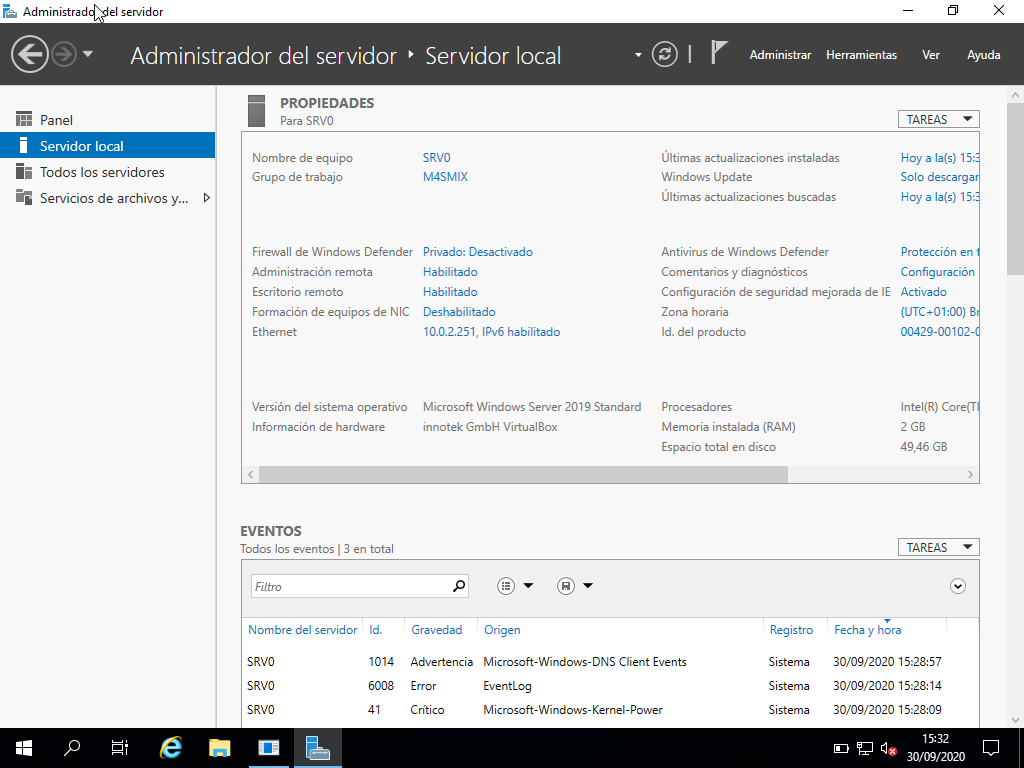 Administrador del servidor
Administrador del servidor ‣ Servidor local
Administrar Herramientas Ver Ayuda
Panel
Servidor local
Todos los servidores
Servicios de archivos y...
PROPIEDADES
Para SRV0
TAREAS
Nombre de equipo SRV0 Últimas actualizaciones instaladas Hoy a la(s) 15:3
Grupo de trabajo M4SMIX Windows Update Solo descargar
Últimas actualizaciones buscadas Hoy a la(s) 15:3
Firewall de Windows Defender Privado: Desactivado Antivirus de Windows Defender Protección en t
Administración remota Habilitado Comentarios y diagnósticos Configuración
Escritorio remoto Habilitado Configuración de seguridad mejorada de IE Activado
Formación de equipos de NIC Deshabilitado Zona horaria (UTC+01:00) Br
Ethernet 10.0.2.251, IPv6 habilitado Id. del producto 00429-00102-0
Versión del sistema operativo Microsoft Windows Server 2019 Standard Procesadores Intel(R) Core(T
Información de hardware innotek GmbH VirtualBox Memoria instalada (RAM) 2 GB
Espacio total en disco 49,46 GB
EVENTOS
Todos los eventos | 3 en total
TAREAS
Filtro
Nombre del servidor Id. Gravedad Origen Registro Fecha y hora
SRV0 1014 Advertencia Microsoft-Windows-DNS Client Events Sistema 30/09/2020 15:28:57
SRV0 6008 Error EventLog Sistema 30/09/2020 15:28:14
SRV0 41 Crítico Microsoft-Windows-Kernel-Power Sistema 30/09/2020 15:28:09
15:32
30/09/2020